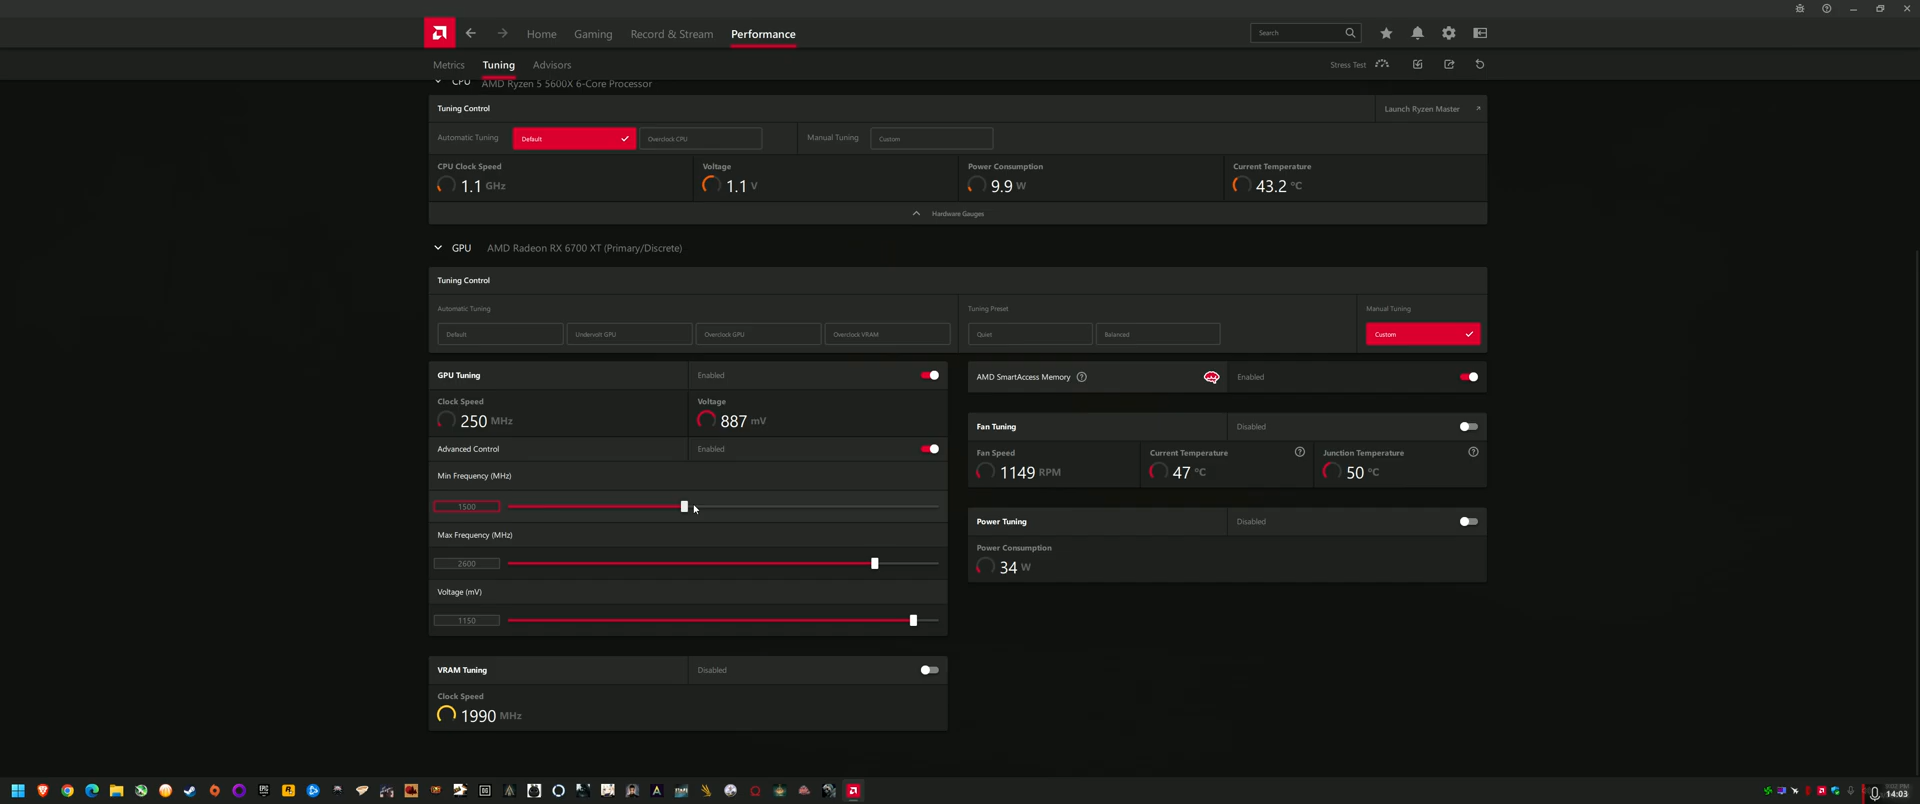 Home Gaming Record & Stream Performance Search
Metrics Tuning Advisors Stress Test
CPU AMD Ryzen 5 5600X 6-Core Processor
Tuning Control Launch Ryzen Master
Automatic Tuning Default Overclock CPU Manual Tuning Custom
CPU Clock Speed Voltage Power Consumption Current Temperature
1.1 GHz 1.1 V 9.9 W 43.2 °C
Hardware Gauges
GPU AMD Radeon RX 6700 XT (Primary/Discrete)
Tuning Control
Automatic Tuning Tuning Preset Manual Tuning
Default Undervolt GPU Overclock GPU Overclock VRAM Quiet Balanced Custom
GPU Tuning Enabled
Clock Speed Voltage
250 MHz 887 mV
Advanced Control Enabled
Min Frequency (MHz)
1500
Max Frequency (MHz)
2600
Voltage (mV)
1150
VRAM Tuning Disabled
Clock Speed
1990 MHz
AMD SmartAccess Memory Enabled
Fan Tuning Disabled
Fan Speed Current Temperature Junction Temperature
1149 RPM 47 °C 50 °C
Power Tuning Disabled
Power Consumption
34 W
14:03